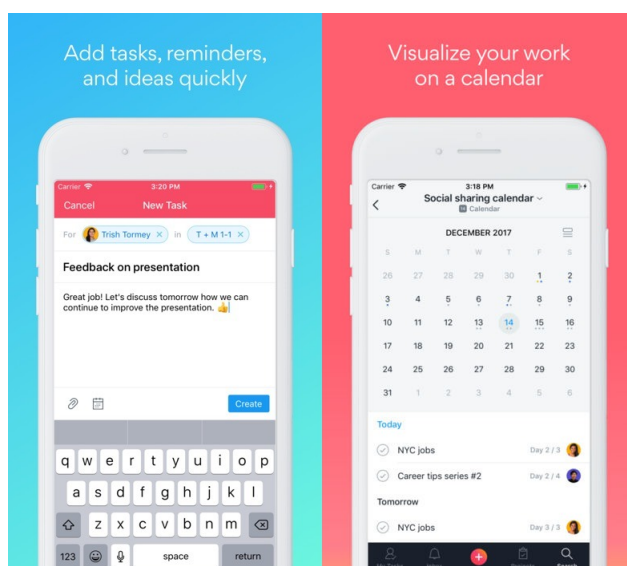 Add tasks, reminders,
and ideas quickly
Carrier 3:20 PM
Cancel New Task
For Trish Tormey × in T + M 1-1 ×
Feedback on presentation
Great job! Let's discuss tomorrow how we can
continue to improve the presentation. 👍
Create
q w e r t y u i o p
a s d f g h j k l
z x c v b n m
123 space return
Visualize your work
on a calendar
Carrier 3:18 PM
Social sharing calendar
Calendar
DECEMBER 2017
S M T W T F S
26 27 28 29 30 1 2
3 4 5 6 7 8 9
10 11 12 13 14 15 16
17 18 19 20 21 22 23
24 25 26 27 28 29 30
31 1 2 3 4 5 6
Today
NYC jobs Day 2 / 3
Career tips series #2 Day 2 / 4
Tomorrow
NYC jobs Day 3 / 3